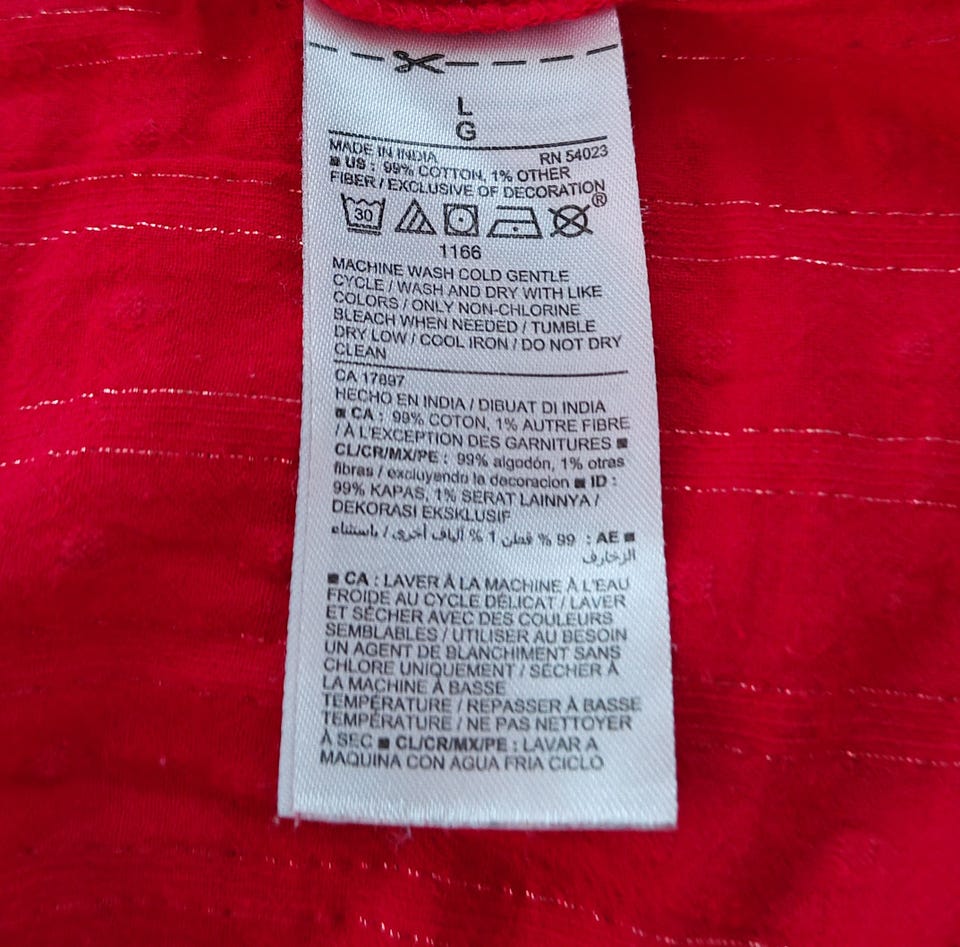 L
G
MADE IN INDIA RN 54023
■ US : 99% COTTON, 1% OTHER
FIBER / EXCLUSIVE OF DECORATION
30 ®
1166
MACHINE WASH COLD GENTLE
CYCLE / WASH AND DRY WITH LIKE
COLORS / ONLY NON-CHLORINE
BLEACH WHEN NEEDED / TUMBLE
DRY LOW / COOL IRON / DO NOT DRY
CLEAN
CA 17897
HECHO EN INDIA / DIBUAT DI INDIA
■ CA : 99% COTON, 1% AUTRE FIBRE
/ À L'EXCEPTION DES GARNITURES ■
CL/CR/MX/PE : 99% algodón, 1% otras
fibras / excluyendo la decoracion ■ ID :
99% KAPAS, 1% SERAT LAINNYA /
DEKORASI EKSKLUSIF
■ AE : 99 % قطن 1 % ألياف أخرى / باستثناء
الزخارف
■ CA : LAVER À LA MACHINE À L'EAU
FROIDE AU CYCLE DÉLICAT / LAVER
ET SÉCHER AVEC DES COULEURS
SEMBLABLES / UTILISER AU BESOIN
UN AGENT DE BLANCHIMENT SANS
CHLORE UNIQUEMENT / SÉCHER À
LA MACHINE À BASSE
TEMPÉRATURE / REPASSER À BASSE
TEMPÉRATURE / NE PAS NETTOYER
À SEC ■ CL/CR/MX/PE : LAVAR A
MAQUINA CON AGUA FRIA CICLO